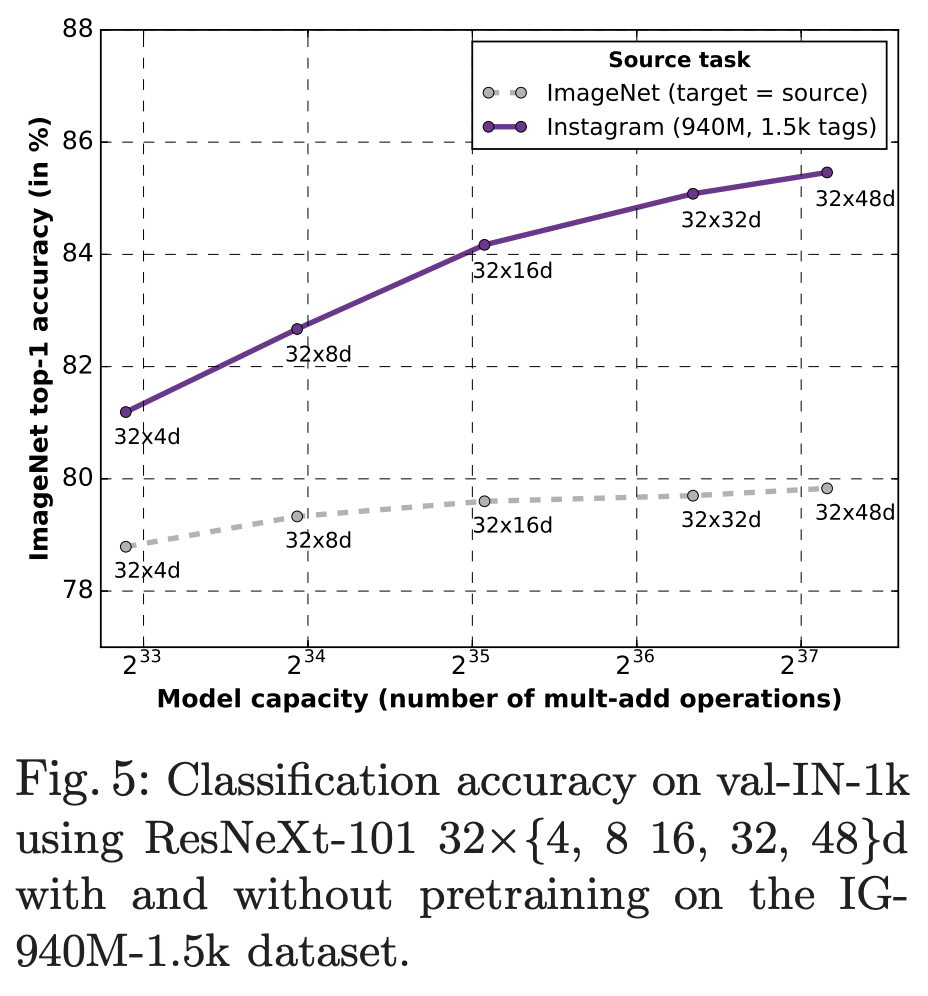 88
86
84
82
80
78
ImageNet top-1 accuracy (in %)
Source task
ImageNet (target = source)
Instagram (940M, 1.5k tags)
32x4d
32x8d
32x16d
32x32d
32x48d
32x4d
32x8d
32x16d
32x32d
32x48d
2^33
2^34
2^35
2^36
2^37
Model capacity (number of mult-add operations)
Fig. 5: Classification accuracy on val-IN-1k
using ResNeXt-101 32×{4, 8 16, 32, 48}d
with and without pretraining on the IG-
940M-1.5k dataset.